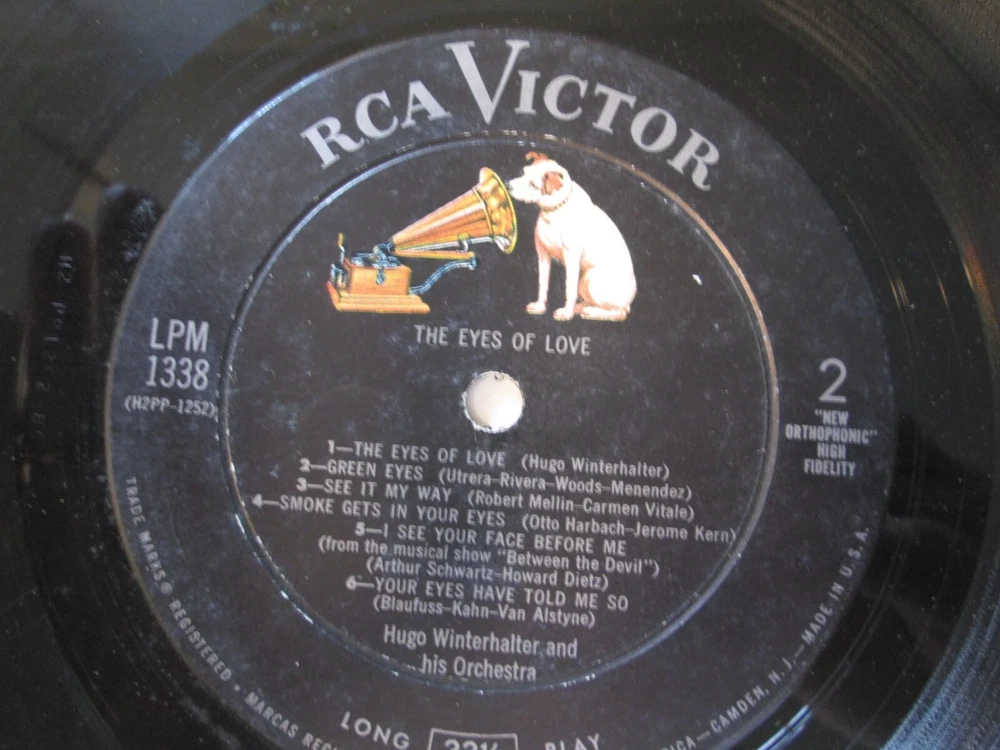 RCA VICTOR
THE EYES OF LOVE
LPM
1338
(H2PP-1252)
2
"NEW
ORTHOPHONIC"
HIGH
FIDELITY
1—THE EYES OF LOVE (Hugo Winterhalter)
2—GREEN EYES (Utrera-Rivera-Woods-Menendez)
3—SEE IT MY WAY (Robert Mellin-Carmen Vitale)
4—SMOKE GETS IN YOUR EYES (Otto Harbach-Jerome Kern)
5—I SEE YOUR FACE BEFORE ME
(from the musical show "Between the Devil")
(Arthur Schwartz-Howard Dietz)
6—YOUR EYES HAVE TOLD ME SO
(Blaufuss-Kahn-Van Alstyne)
Hugo Winterhalter and
his Orchestra
LONG 33⅓ PLAY
TRADE MARKS ® REGISTERED • MARCAS
CAMDEN, N. J.—MADE IN U.S.A.